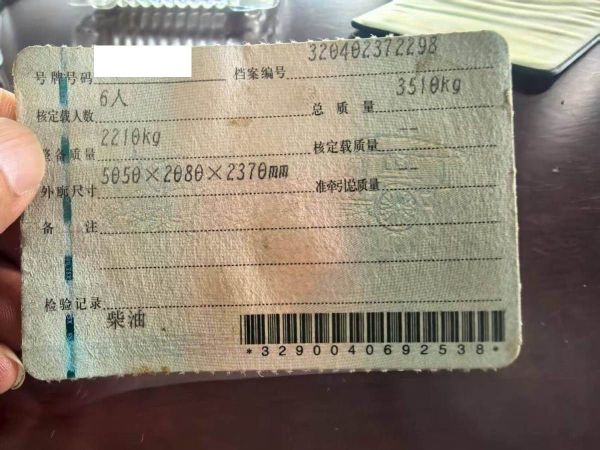 号牌号码 档案编号 320402372298
核定载人数 6人 总质量 3510kg
整备质量 2210kg 核定载质量 --
外廓尺寸 5050×2080×2370mm 准牵引总质量 --
备注
检验记录
柴油
*3290040692538*